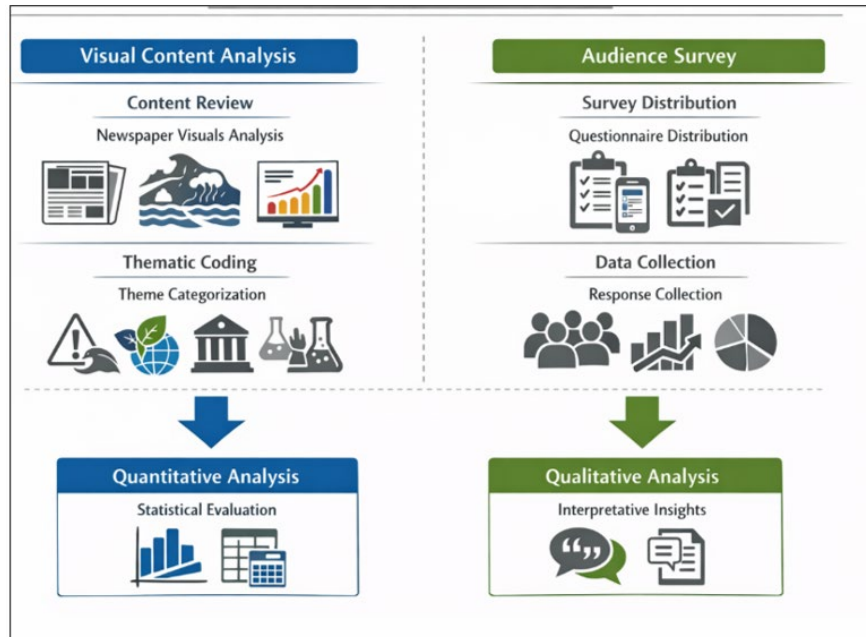 Visual Content Analysis
Content Review
Newspaper Visuals Analysis
Thematic Coding
Theme Categorization
Audience Survey
Survey Distribution
Questionnaire Distribution
Data Collection
Response Collection
Quantitative Analysis
Statistical Evaluation
Qualitative Analysis
Interpretative Insights